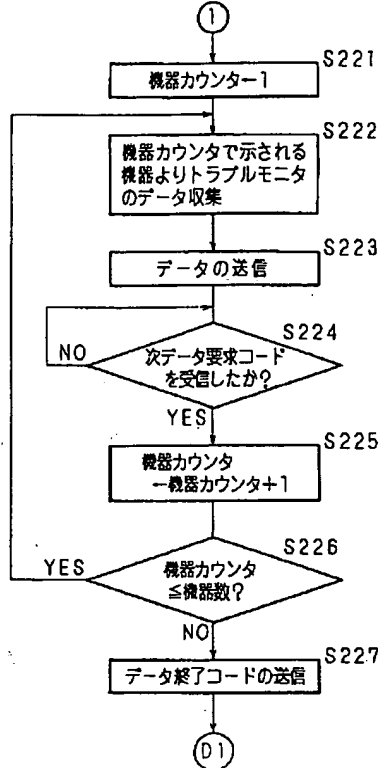 1
S221
機器カウンタ←1
S222
機器カウンタで示される
機器よりトラブルモニタ
のデータ収集
S223
データの送信
S224
次データ要求コード
を受信したか?
NO
YES
S225
機器カウンタ
←機器カウンタ+1
S226
機器カウンタ
≦機器数?
YES
NO
S227
データ終了コードの送信
D1